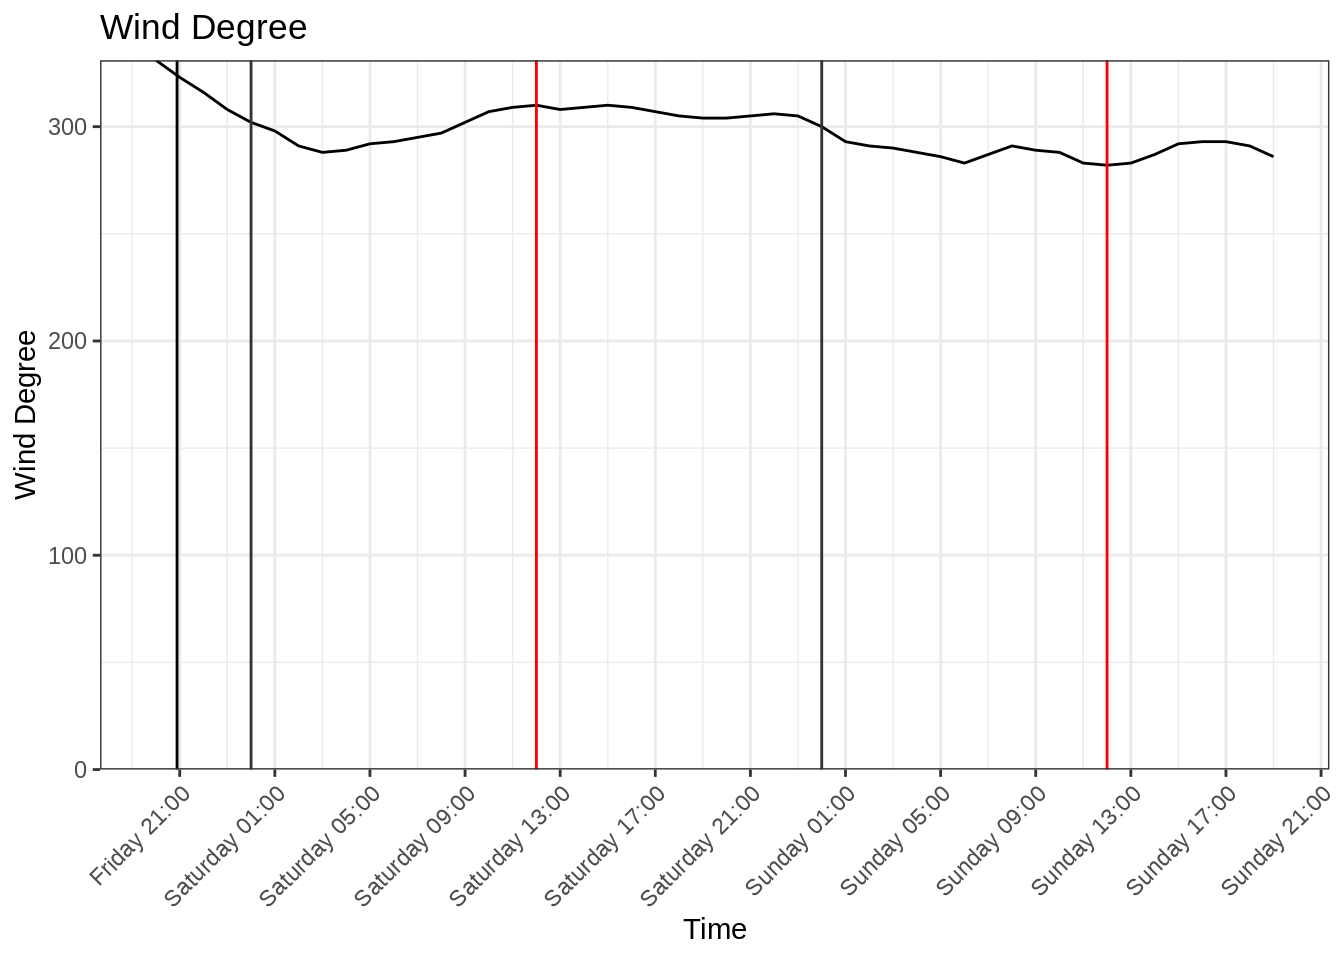 Wind Degree
Wind Degree
300
200
100
0
Friday 21:00
Saturday 01:00
Saturday 05:00
Saturday 09:00
Saturday 13:00
Saturday 17:00
Saturday 21:00
Sunday 01:00
Sunday 05:00
Sunday 09:00
Sunday 13:00
Sunday 17:00
Sunday 21:00
Time